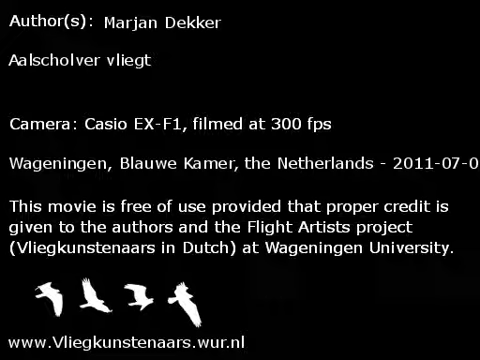 Author(s): Marjan Dekker
Aalscholver vliegt
Camera: Casio EX-F1, filmed at 300 fps
Wageningen, Blauwe Kamer, the Netherlands - 2011-07-0
This movie is free of use provided that proper credit is
given to the authors and the Flight Artists project
(Vliegkunstenaars in Dutch) at Wageningen University.
www.Vliegkunstenaars.wur.nl